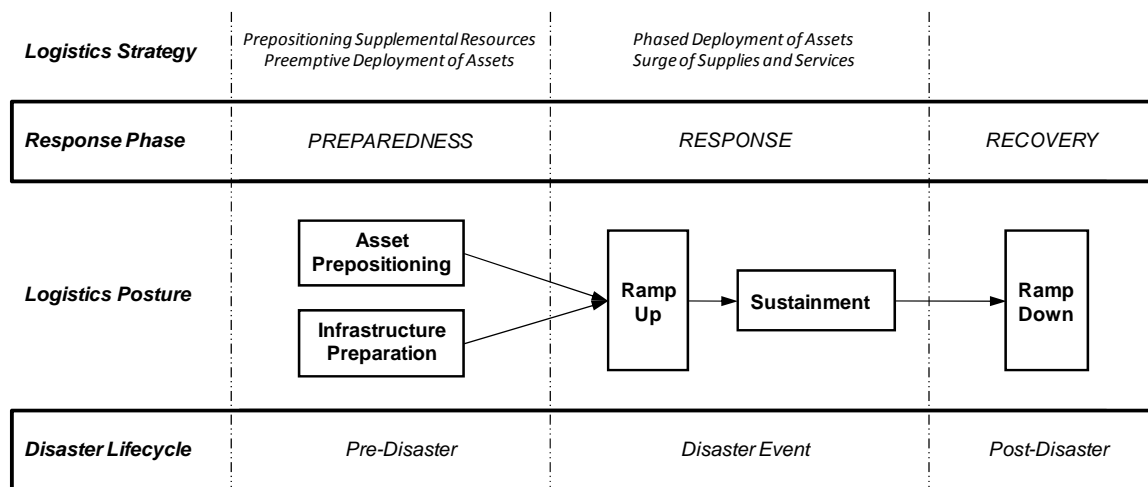 Logistics Strategy
Prepositioning Supplemental Resources
Preemptive Deployment of Assets
Phased Deployment of Assets
Surge of Supplies and Services
Response Phase
PREPAREDNESS
RESPONSE
RECOVERY
Logistics Posture
Asset
Prepositioning
Infrastructure
Preparation
Ramp
Up
Sustainment
Ramp
Down
Disaster Lifecycle
Pre-Disaster
Disaster Event
Post-Disaster